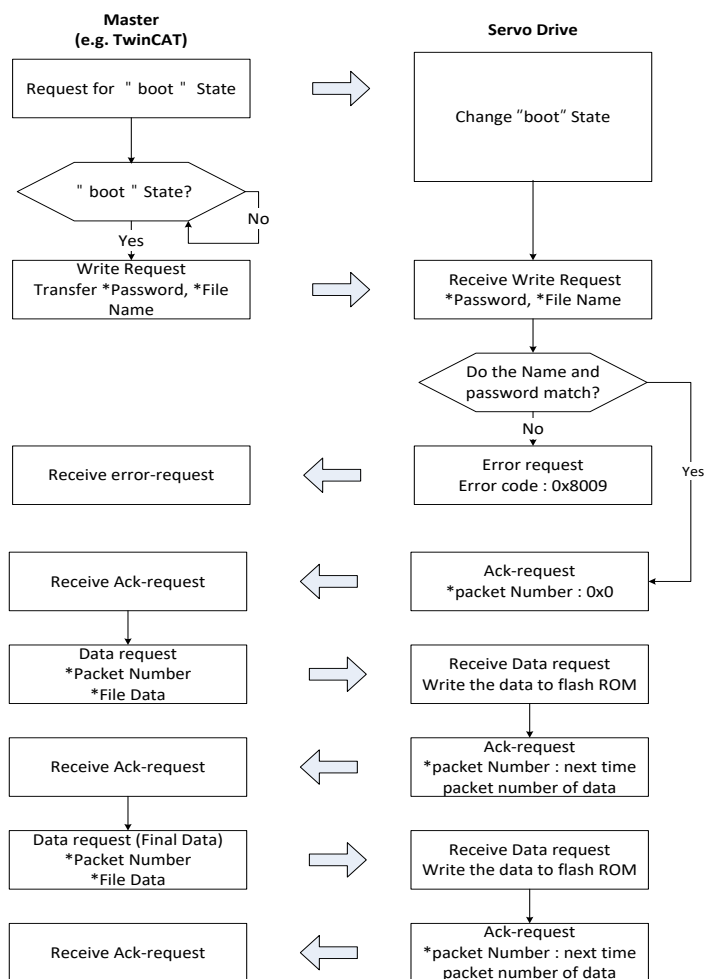 Master
(e.g. TwinCAT)
Servo Drive
Request for " boot " State
Change "boot" State
" boot " State?
No
Yes
Write Request
Transfer *Password, *File
Name
Receive Write Request
*Password, *File Name
Do the Name and
password match?
No
Yes
Receive error-request
Error request
Error code : 0x8009
Receive Ack-request
Ack-request
*packet Number : 0x0
Data request
*Packet Number
*File Data
Receive Data request
Write the data to flash ROM
Receive Ack-request
Ack-request
*packet Number : next time
packet number of data
Data request (Final Data)
*Packet Number
*File Data
Receive Data request
Write the data to flash ROM
Receive Ack-request
Ack-request
*packet Number : next time
packet number of data